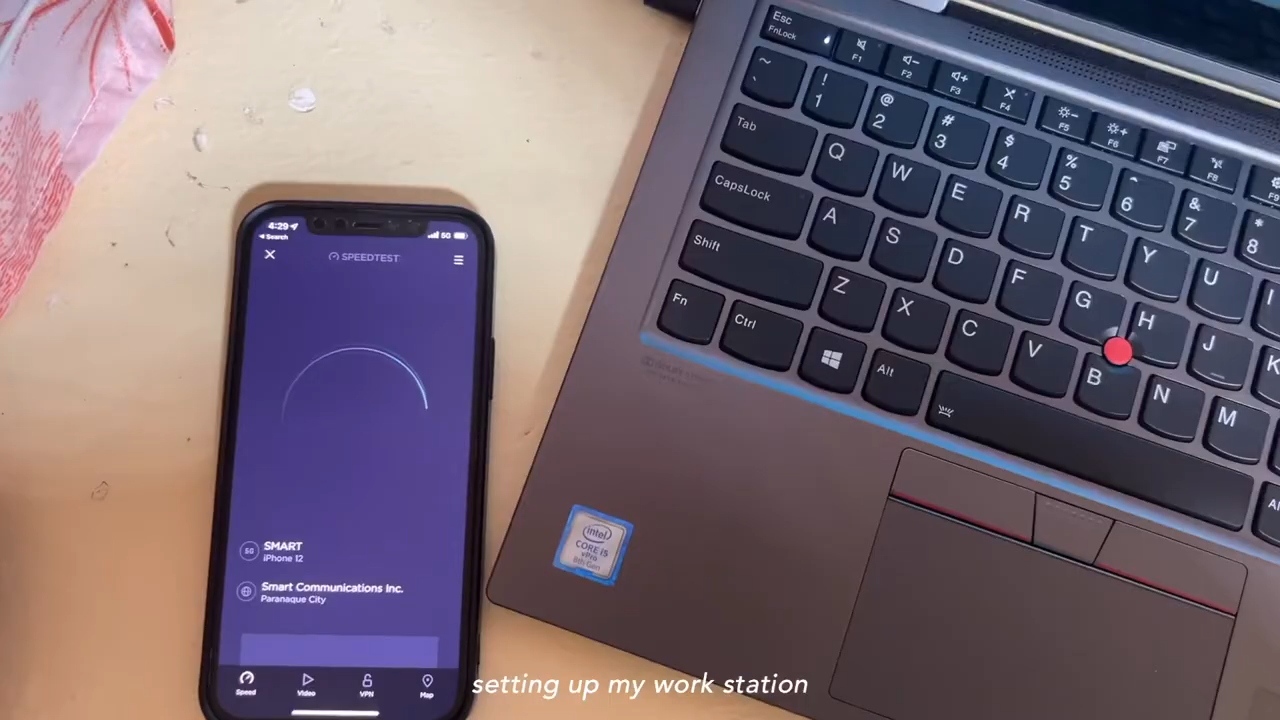 4:29
Search
5G
SPEEDTEST
5G
SMART
iPhone 12
Smart Communications Inc.
Paranaque City
Speed
Video
VPN
Map
Esc
FnLock
F1
F2
F3
F4
F5
F6
F7
F8
F9
~
`
! 1
@ 2
# 3
$ 4
% 5
^ 6
& 7
* 8
Tab
Q W E R T Y U I
CapsLock
A S D F G H J K
Shift
Z X C V B N M
Fn
Ctrl
Alt
intel
CORE i5
vPro
8th Gen
setting up my work station